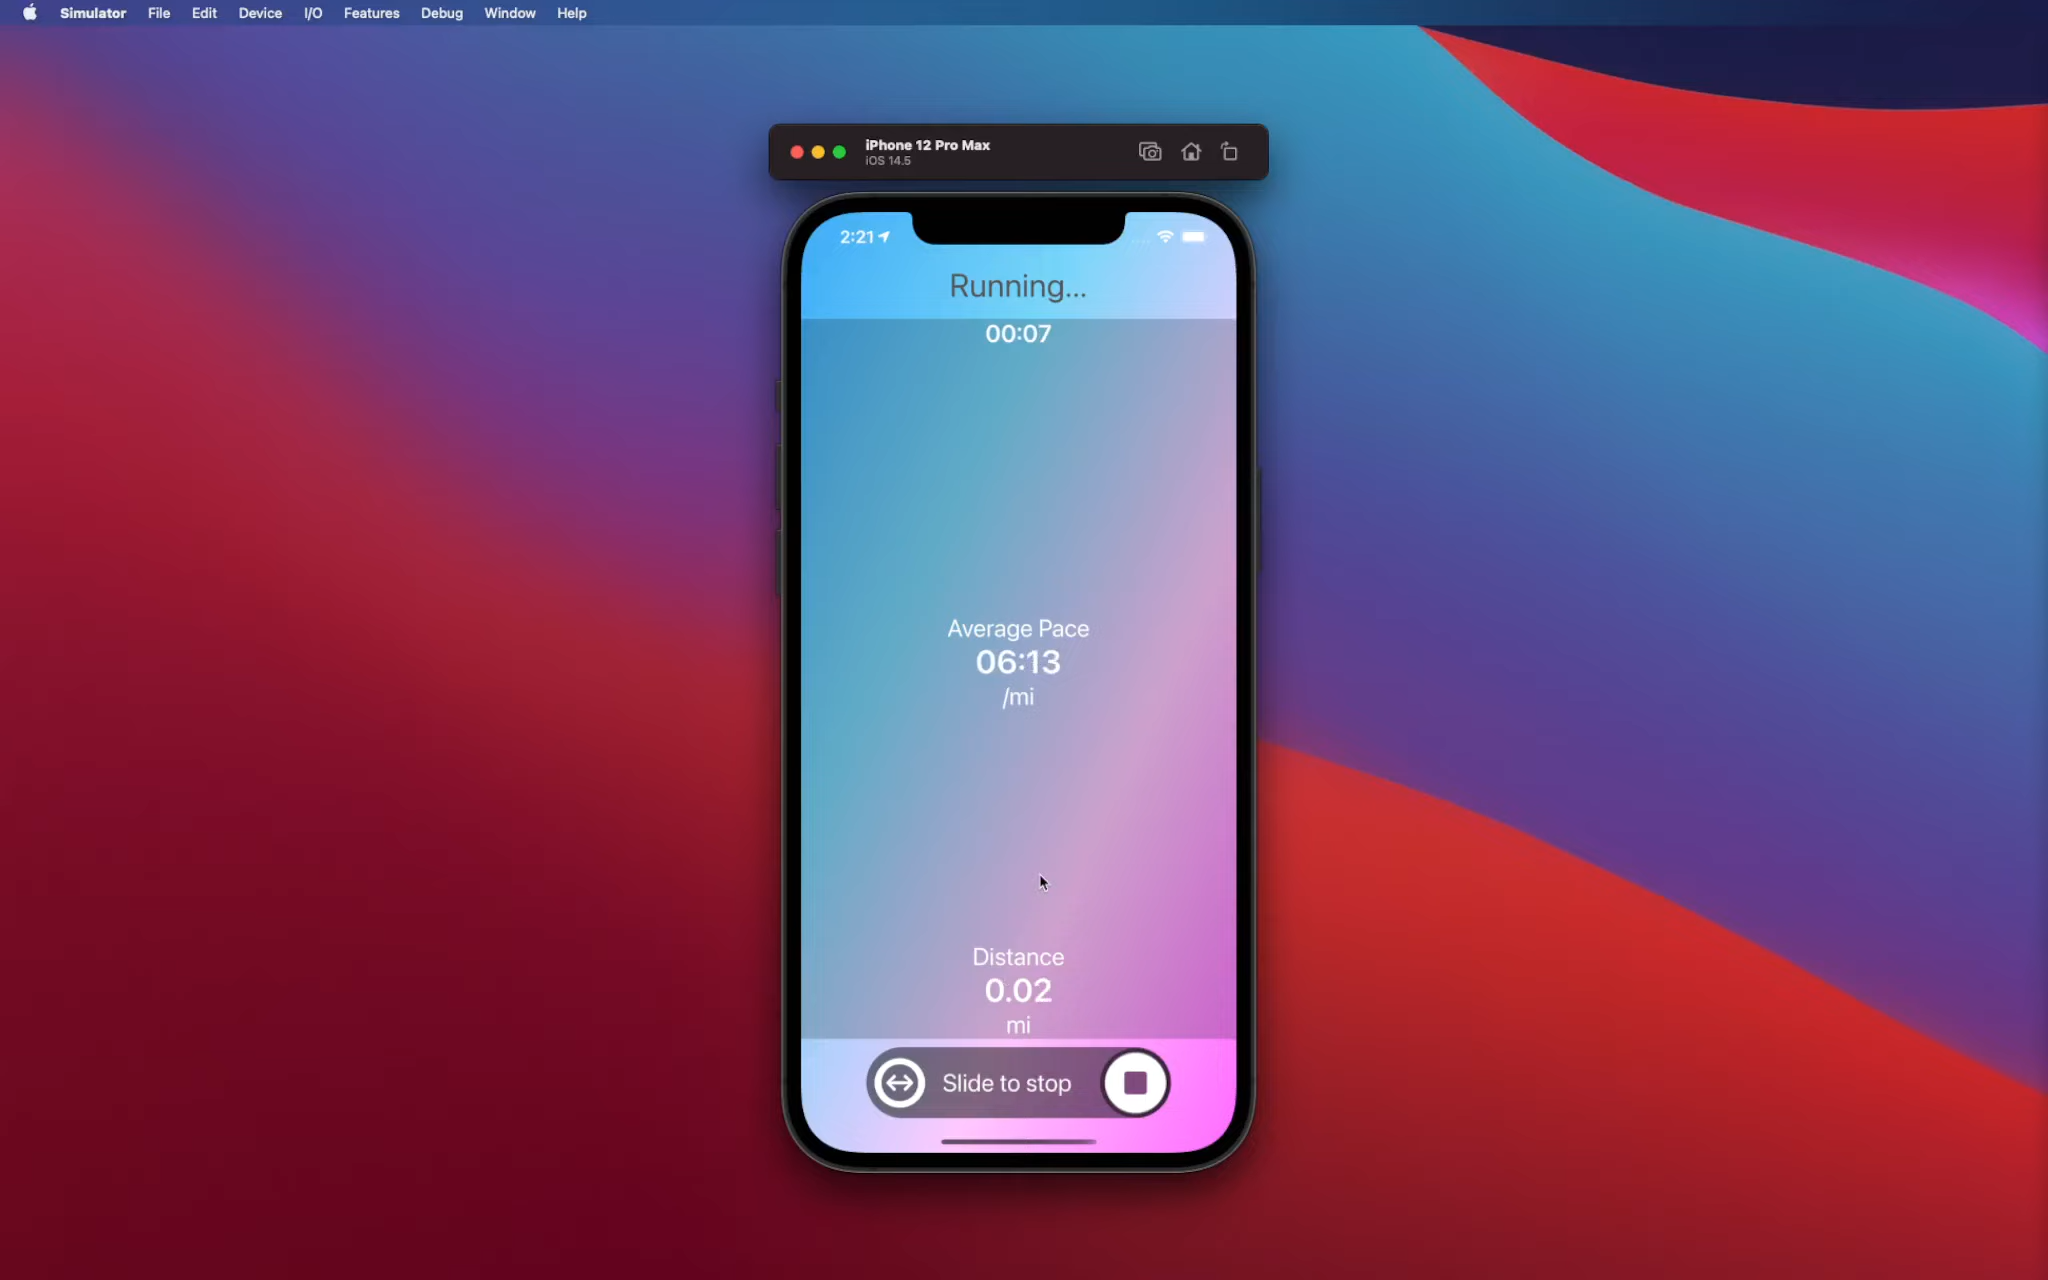 Simulator File Edit Device I/O Features Debug Window Help
iPhone 12 Pro Max
iOS 14.5
2:21
Running...
00:07
Average Pace
06:13
/mi
Distance
0.02
mi
Slide to stop